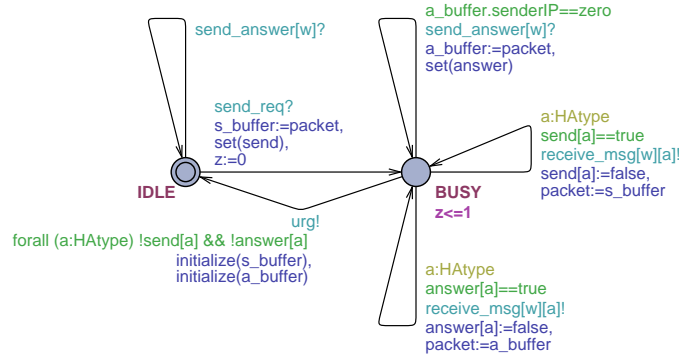 send_answer[w]?
a_buffer.senderIP==zero
send_answer[w]?
a_buffer:=packet,
set(answer)
send_req?
s_buffer:=packet,
set(send),
z:=0
a:HAtype
send[a]==true
receive_msg[w][a]!
send[a]:=false,
packet:=s_buffer
IDLE
BUSY
z<=1
urg!
forall (a:HAtype) !send[a] && !answer[a]
initialize(s_buffer),
initialize(a_buffer)
a:HAtype
answer[a]==true
receive_msg[w][a]!
answer[a]:=false,
packet:=a_buffer